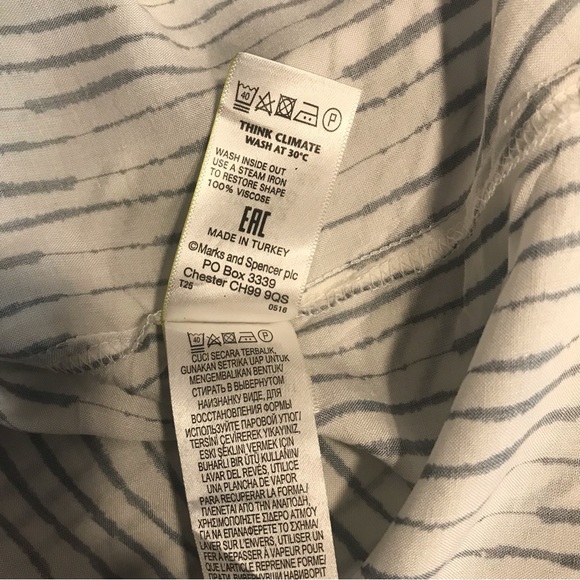 40 P
THINK CLIMATE
WASH AT 30°C
WASH INSIDE OUT
USE A STEAM IRON
TO RESTORE SHAPE
100% VISCOSE
EAC
MADE IN TURKEY
©Marks and Spencer plc
PO Box 3339
Chester CH99 9QS
T25 0516
40 P
CUCI SECARA TERBALIK,
GUNAKAN SETRIKA UAP UNTUK
MENGEMBALIKAN BENTUK/
СТИРАТЬ В ВЫВЕРНУТОМ
НАИЗНАНКУ ВИДЕ, ДЛЯ
ВОССТАНОВЛЕНИЯ ФОРМЫ
ИСПОЛЬЗУЙТЕ ПАРОВОЙ УТЮГ/
TERSİNİ ÇEVİREREK YIKAYINIZ,
ESKİ ŞEKLİNİ VERMEK İÇİN
BUHARLI BİR ÜTÜ KULLANIN/
LAVAR DEL REVÉS, UTILICE
UNA PLANCHA DE VAPOR
PARA RECUPERAR LA FORMA/
ΠΛΕΝΕΤΑΙ ΑΠΟ ΤΗΝ ΑΝΑΠΟΔΗ,
ΧΡΗΣΙΜΟΠΟΙΗΣΤΕ ΣΙΔΕΡΟ ΑΤΜΟΥ
ΓΙΑ ΝΑ ΕΠΑΝΑΦΕΡΕΤΕ ΤΟ ΣΧΗΜΑ/
LAVER SUR L'ENVERS, UTILISER UN
FER À REPASSER À VAPEUR POUR
QUE L'ARTICLE REPRENNE FORME/